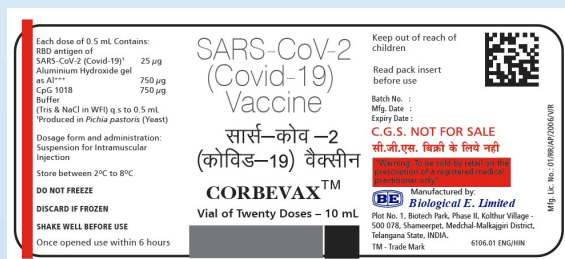 Each dose of 0.5 mL Contains:
RBD antigen of
SARS-CoV-2 (Covid-19)¹ 25 µg
Aluminium Hydroxide gel
as Al⁺⁺⁺ 750 µg
CpG 1018 750 µg
Buffer
(Tris & NaCl in WFI) q.s to 0.5 mL
¹Produced in Pichia pastoris (Yeast)
Dosage form and administration:
Suspension for Intramuscular
Injection
Store between 2ºC to 8ºC
DO NOT FREEZE
DISCARD IF FROZEN
SHAKE WELL BEFORE USE
Once opened use within 6 hours
SARS-CoV-2
(Covid-19)
Vaccine
सार्स-कोव -2
(कोविड-19) वैक्सीन
CORBEVAX™
Vial of Twenty Doses – 10 mL
Keep out of reach of
children
Read pack insert
before use
Batch No. :
Mfg. Date :
Expiry Date :
C.G.S. NOT FOR SALE
सी.जी.एस. बिक्री के लिये नही
"Warning: To be sold by retail on the
prescription of a registered medical
practitioner only"
Manufactured by:
BE Biological E. Limited
Plot No. 1, Biotech Park, Phase II, Kolthur Village -
500 078, Shameerpet, Medchal-Malkajgiri District,
Telangana State, INDIA.
TM - Trade Mark 6106.01 ENG/HIN
Mfg. Lic. No.: 01/RR/AP/2006/V/R